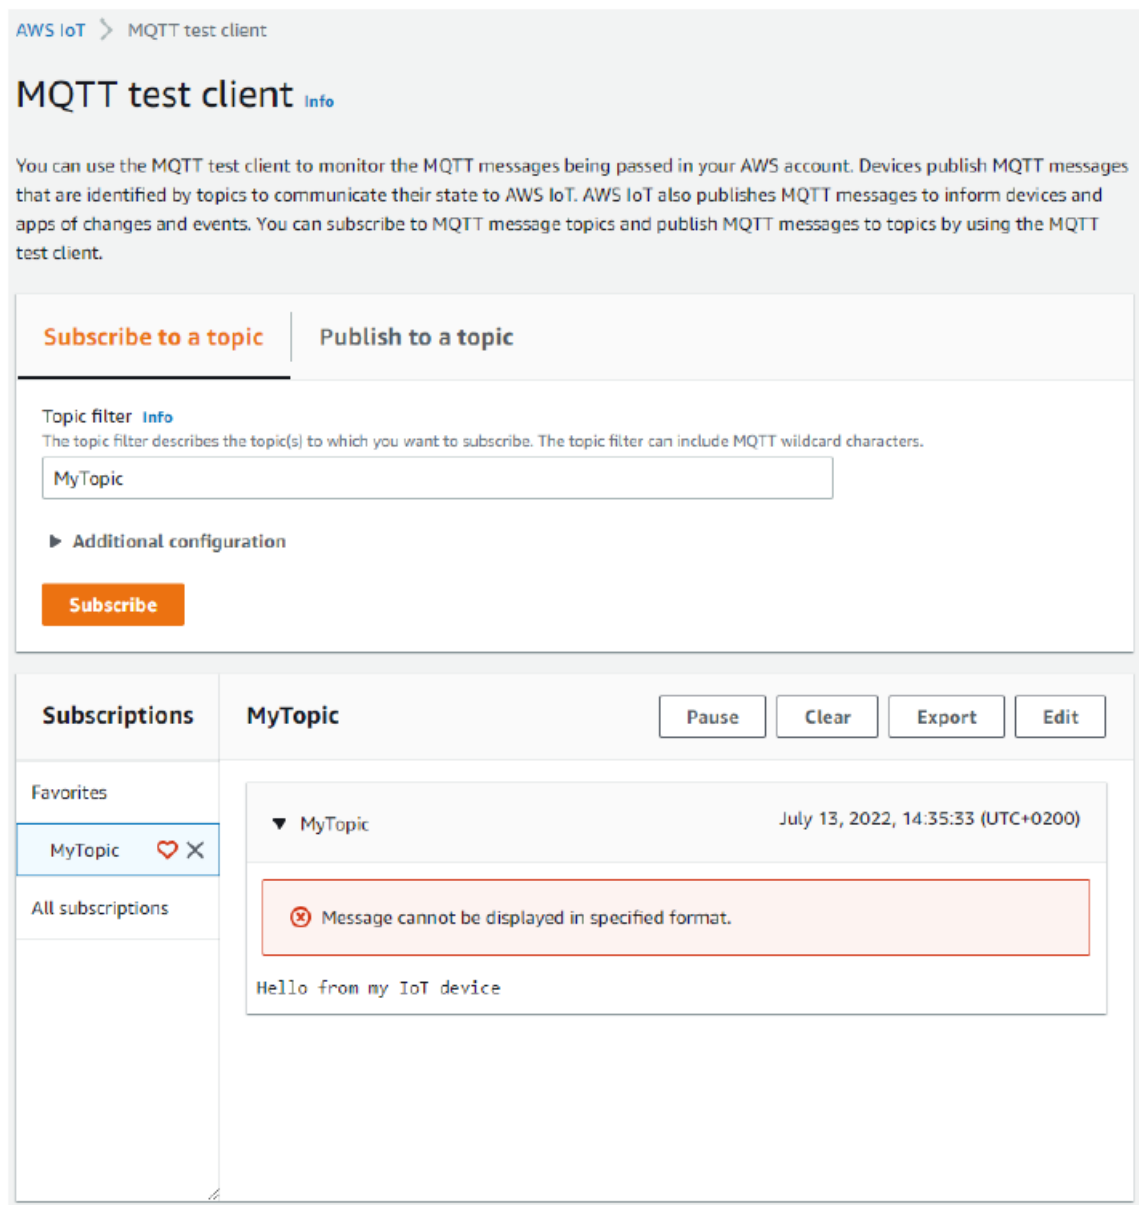 AWS IoT > MQTT test client
MQTT test client Info
You can use the MQTT test client to monitor the MQTT messages being passed in your AWS account. Devices publish MQTT messages
that are identified by topics to communicate their state to AWS IoT. AWS IoT also publishes MQTT messages to inform devices and
apps of changes and events. You can subscribe to MQTT message topics and publish MQTT messages to topics by using the MQTT
test client.
Subscribe to a topic
Publish to a topic
Topic filter Info
The topic filter describes the topic(s) to which you want to subscribe. The topic filter can include MQTT wildcard characters.
MyTopic
Additional configuration
Subscribe
Subscriptions
MyTopic
Pause
Clear
Export
Edit
Favorites
MyTopic
All subscriptions
MyTopic
July 13, 2022, 14:35:33 (UTC+0200)
Message cannot be displayed in specified format.
Hello from my IoT device